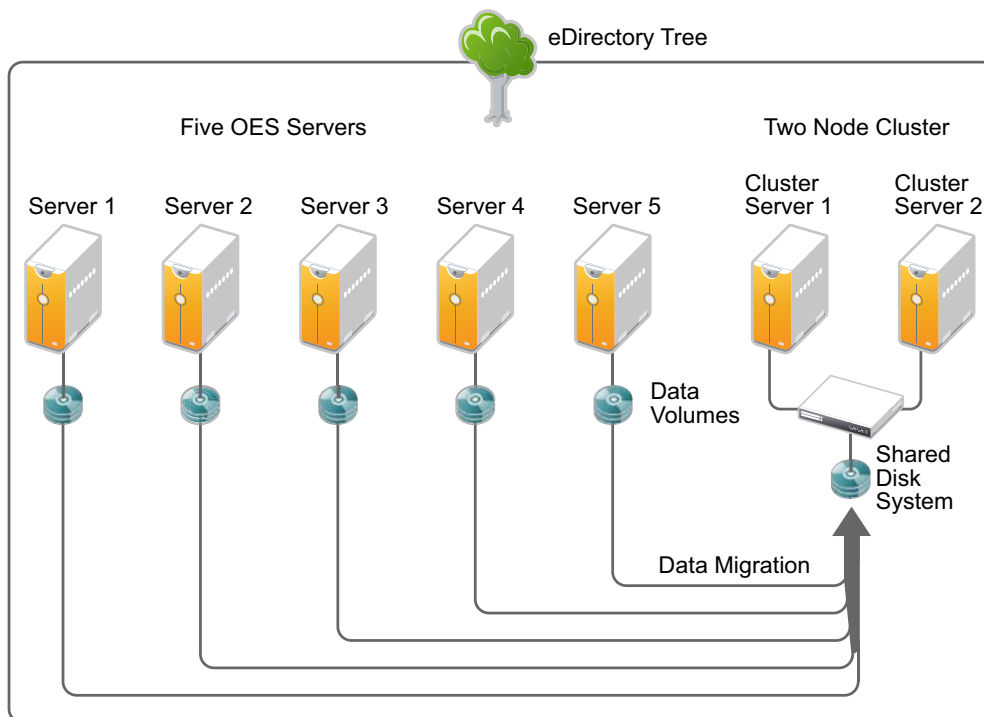 eDirectory Tree
Five OES Servers
Two Node Cluster
Server 1
Server 2
Server 3
Server 4
Server 5
Cluster
Server 1
Cluster
Server 2
Data
Volumes
Shared
Disk
System
Data Migration